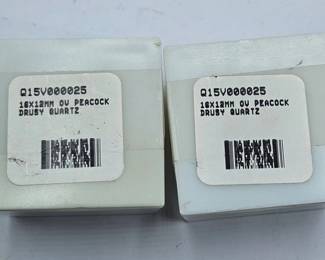 Q15V000025
16X12MM OV PEACOCK
DRUSY QUARTZ
Q15V000025
16X12MM OV PEACOCK
DRUSY QUARTZ